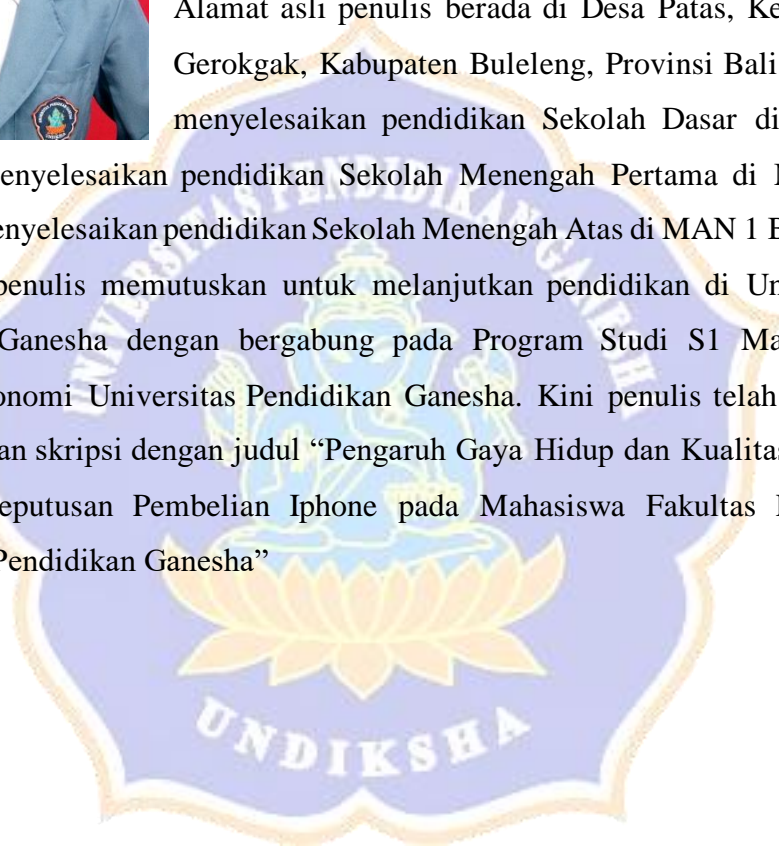 Alamat asli penulis berada di Desa Patas,
Gerokgak, Kabupaten Buleleng, Provinsi Bali
menyelesaikan pendidikan Sekolah Dasar di
enyelesaikan pendidikan Sekolah Menengah Pertama di
enyelesaikan pendidikan Sekolah Menengah Atas di MAN 1
penulis memutuskan untuk melanjutkan pendidikan di
Ganesha dengan bergabung pada Program Studi S1
onomi Universitas Pendidikan Ganesha. Kini penulis telah
an skripsi dengan judul “Pengaruh Gaya Hidup dan Kualitas
eputusan Pembelian Iphone pada Mahasiswa Fakultas
Pendidikan Ganesha”
UNIVERSITAS PENDIDIKAN GANESHA
UNDIKSHA